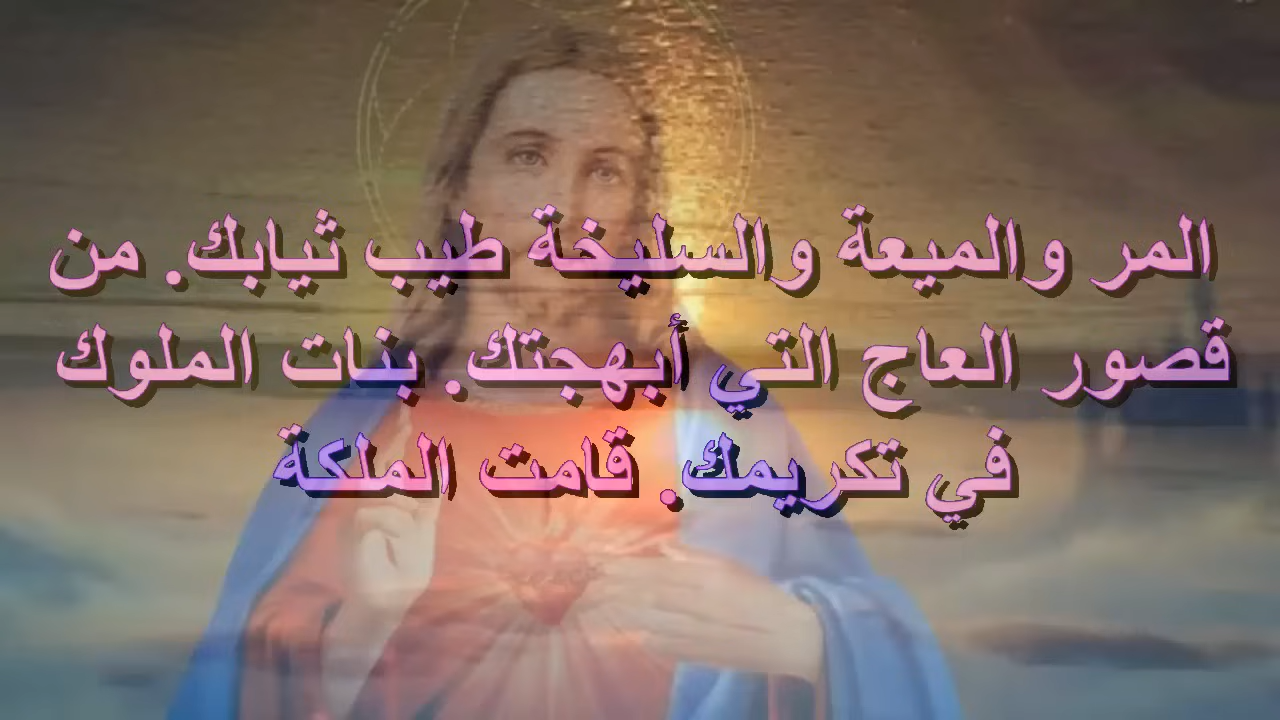 المر والميعة والسليخة طيب ثيابك. من
قصور العاج التي أبهجتك. بنات الملوك
في تكريمك. قامت الملكة